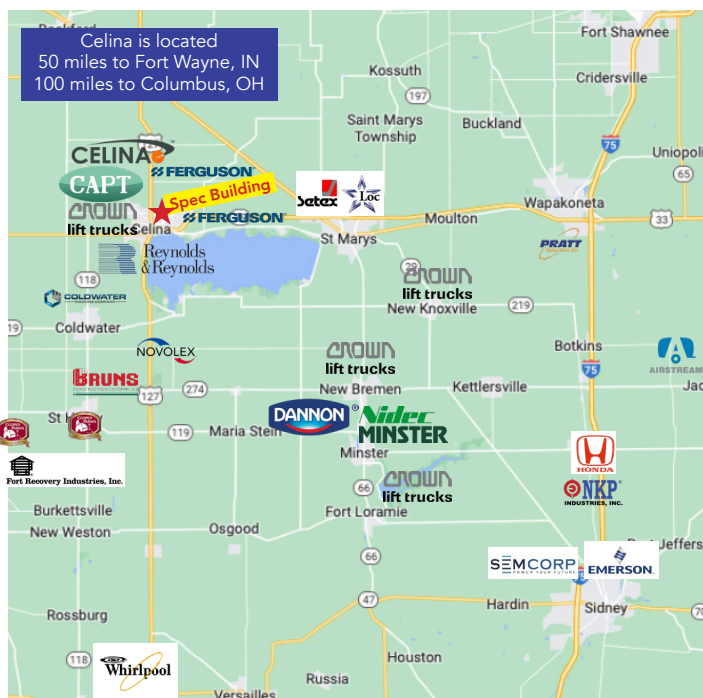 Celina is located
50 miles to Fort Wayne, IN
100 miles to Columbus, OH
Fort Shawnee
Kossuth
Cridersville
197
Saint Marys
Township
Buckland
75
CELINA
FERGUSON
CAPT
Spec Building
FERGUSON
CROWN
lift trucks
Celina
Setex
Loc
65
Wapakoneta
Moulton
33
St Marys
PRATT
Reynolds
& Reynolds
118
29
CROWN
lift trucks
New Knoxville
219
COLDWATER
19
Coldwater
NOVOLEX
CROWN
lift trucks
Botkins
75
AIRSTREAM
BRUNS
127
274
New Bremen
Kettlersville
DANNON
Nidec
MINSTER
119
Maria Stein
Minster
HONDA
Fort Recovery Industries, Inc.
CROWN
lift trucks
66
NKP
INDUSTRIES, INC.
Burkettsville
Fort Loramie
New Weston
Osgood
66
SEMCORP
POWER YOUR FUTURE
EMERSON
47
Hardin
Sidney
Rossburg
118
Whirlpool
Houston
Russia
Versailles